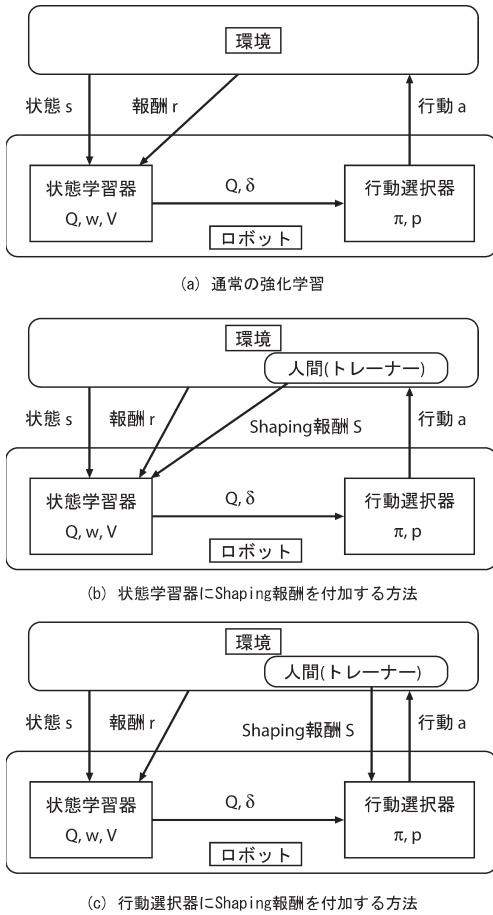 環境
状態 s
報酬 r
行動 a
状態学習器
Q, w, V
Q, δ
行動選択器
π, p
ロボット
(a) 通常の強化学習
環境
人間(トレーナー)
状態 s
報酬 r
Shaping報酬 S
行動 a
状態学習器
Q, w, V
Q, δ
行動選択器
π, p
ロボット
(b) 状態学習器にShaping報酬を付加する方法
環境
人間(トレーナー)
状態 s
報酬 r
Shaping報酬 S
行動 a
状態学習器
Q, w, V
Q, δ
行動選択器
π, p
ロボット
(c) 行動選択器にShaping報酬を付加する方法